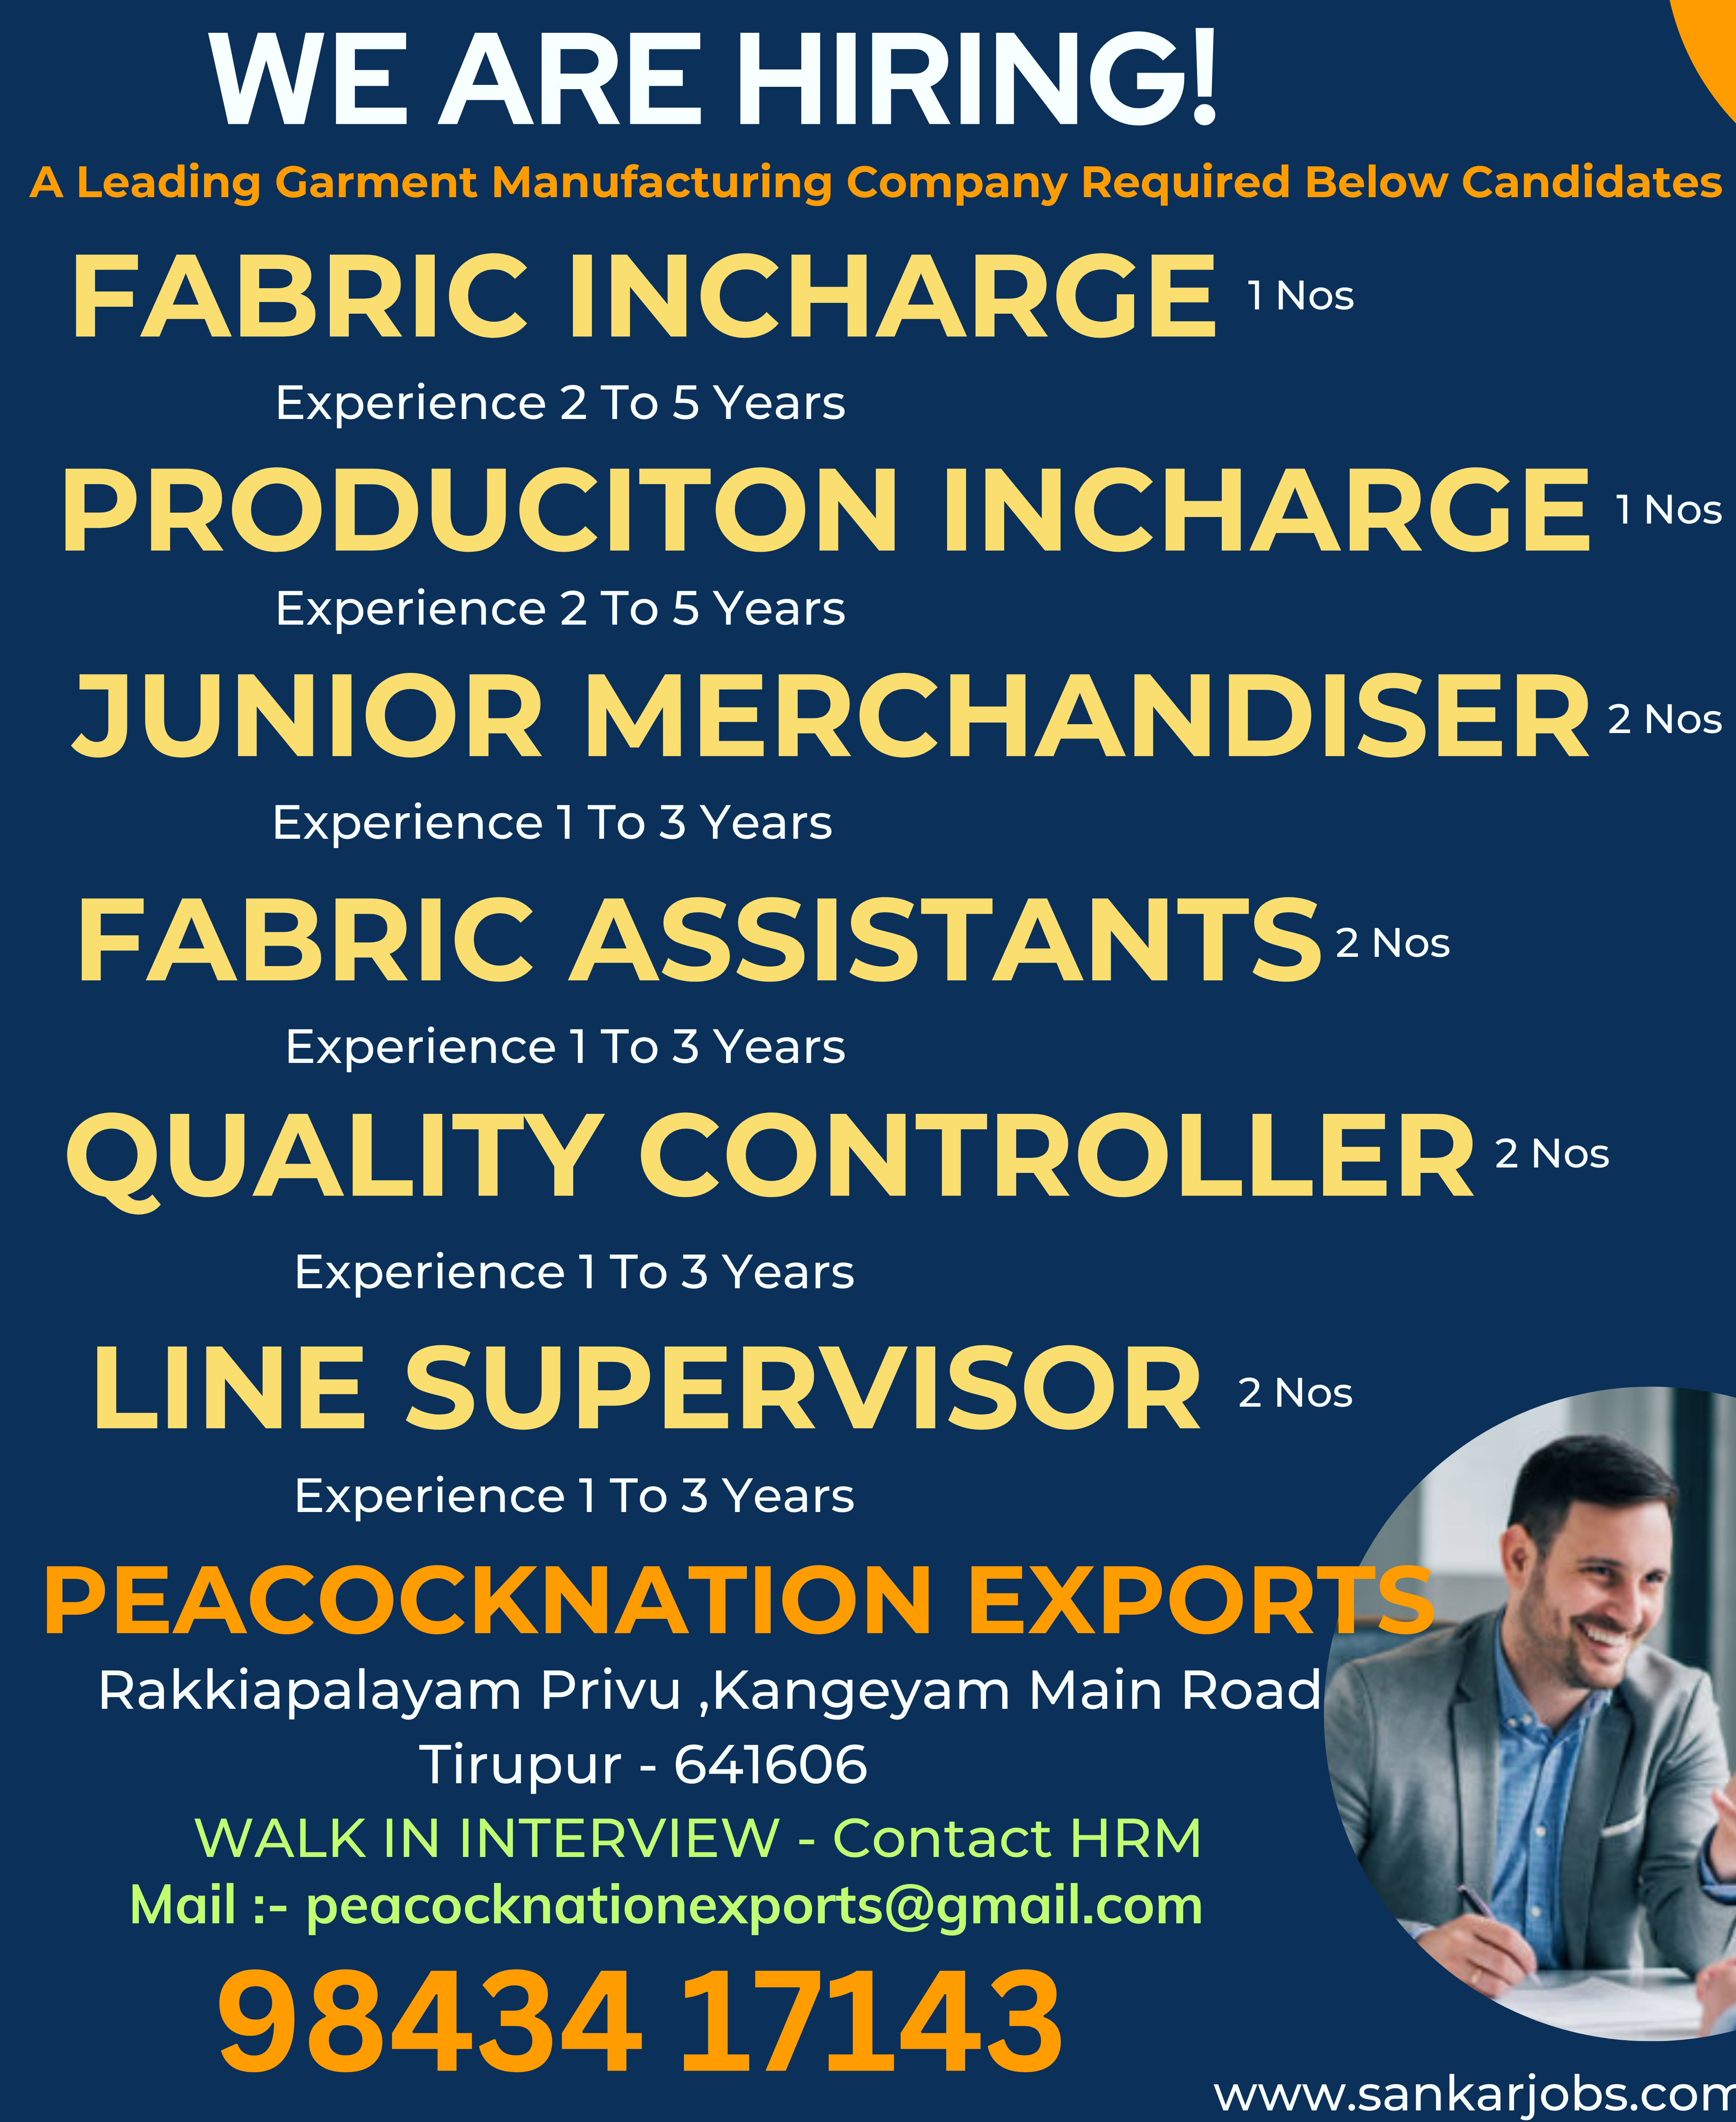 WE ARE HIRING!
A Leading Garment Manufacturing Company Required Below Candidates
FABRIC INCHARGE 1 Nos
Experience 2 To 5 Years
PRODUCITON INCHARGE 1 Nos
Experience 2 To 5 Years
JUNIOR MERCHANDISER 2 Nos
Experience 1 To 3 Years
FABRIC ASSISTANTS 2 Nos
Experience 1 To 3 Years
QUALITY CONTROLLER 2 Nos
Experience 1 To 3 Years
LINE SUPERVISOR 2 Nos
Experience 1 To 3 Years
PEACOCKNATION EXPORTS
Rakkiapalayam Privu ,Kangeyam Main Road
Tirupur - 641606
WALK IN INTERVIEW - Contact HRM
Mail :- peacocknationexports@gmail.com
98434 17143
www.sankarjobs.com